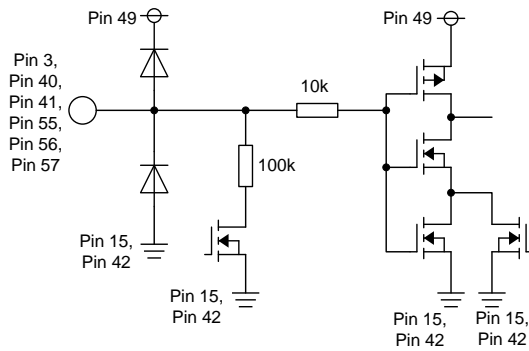 Pin 49
Pin 49
Pin 3,
Pin 40,
Pin 41,
Pin 55,
Pin 56,
Pin 57
10k
100k
Pin 15,
Pin 42
Pin 15,
Pin 42
Pin 15,
Pin 42
Pin 15,
Pin 42